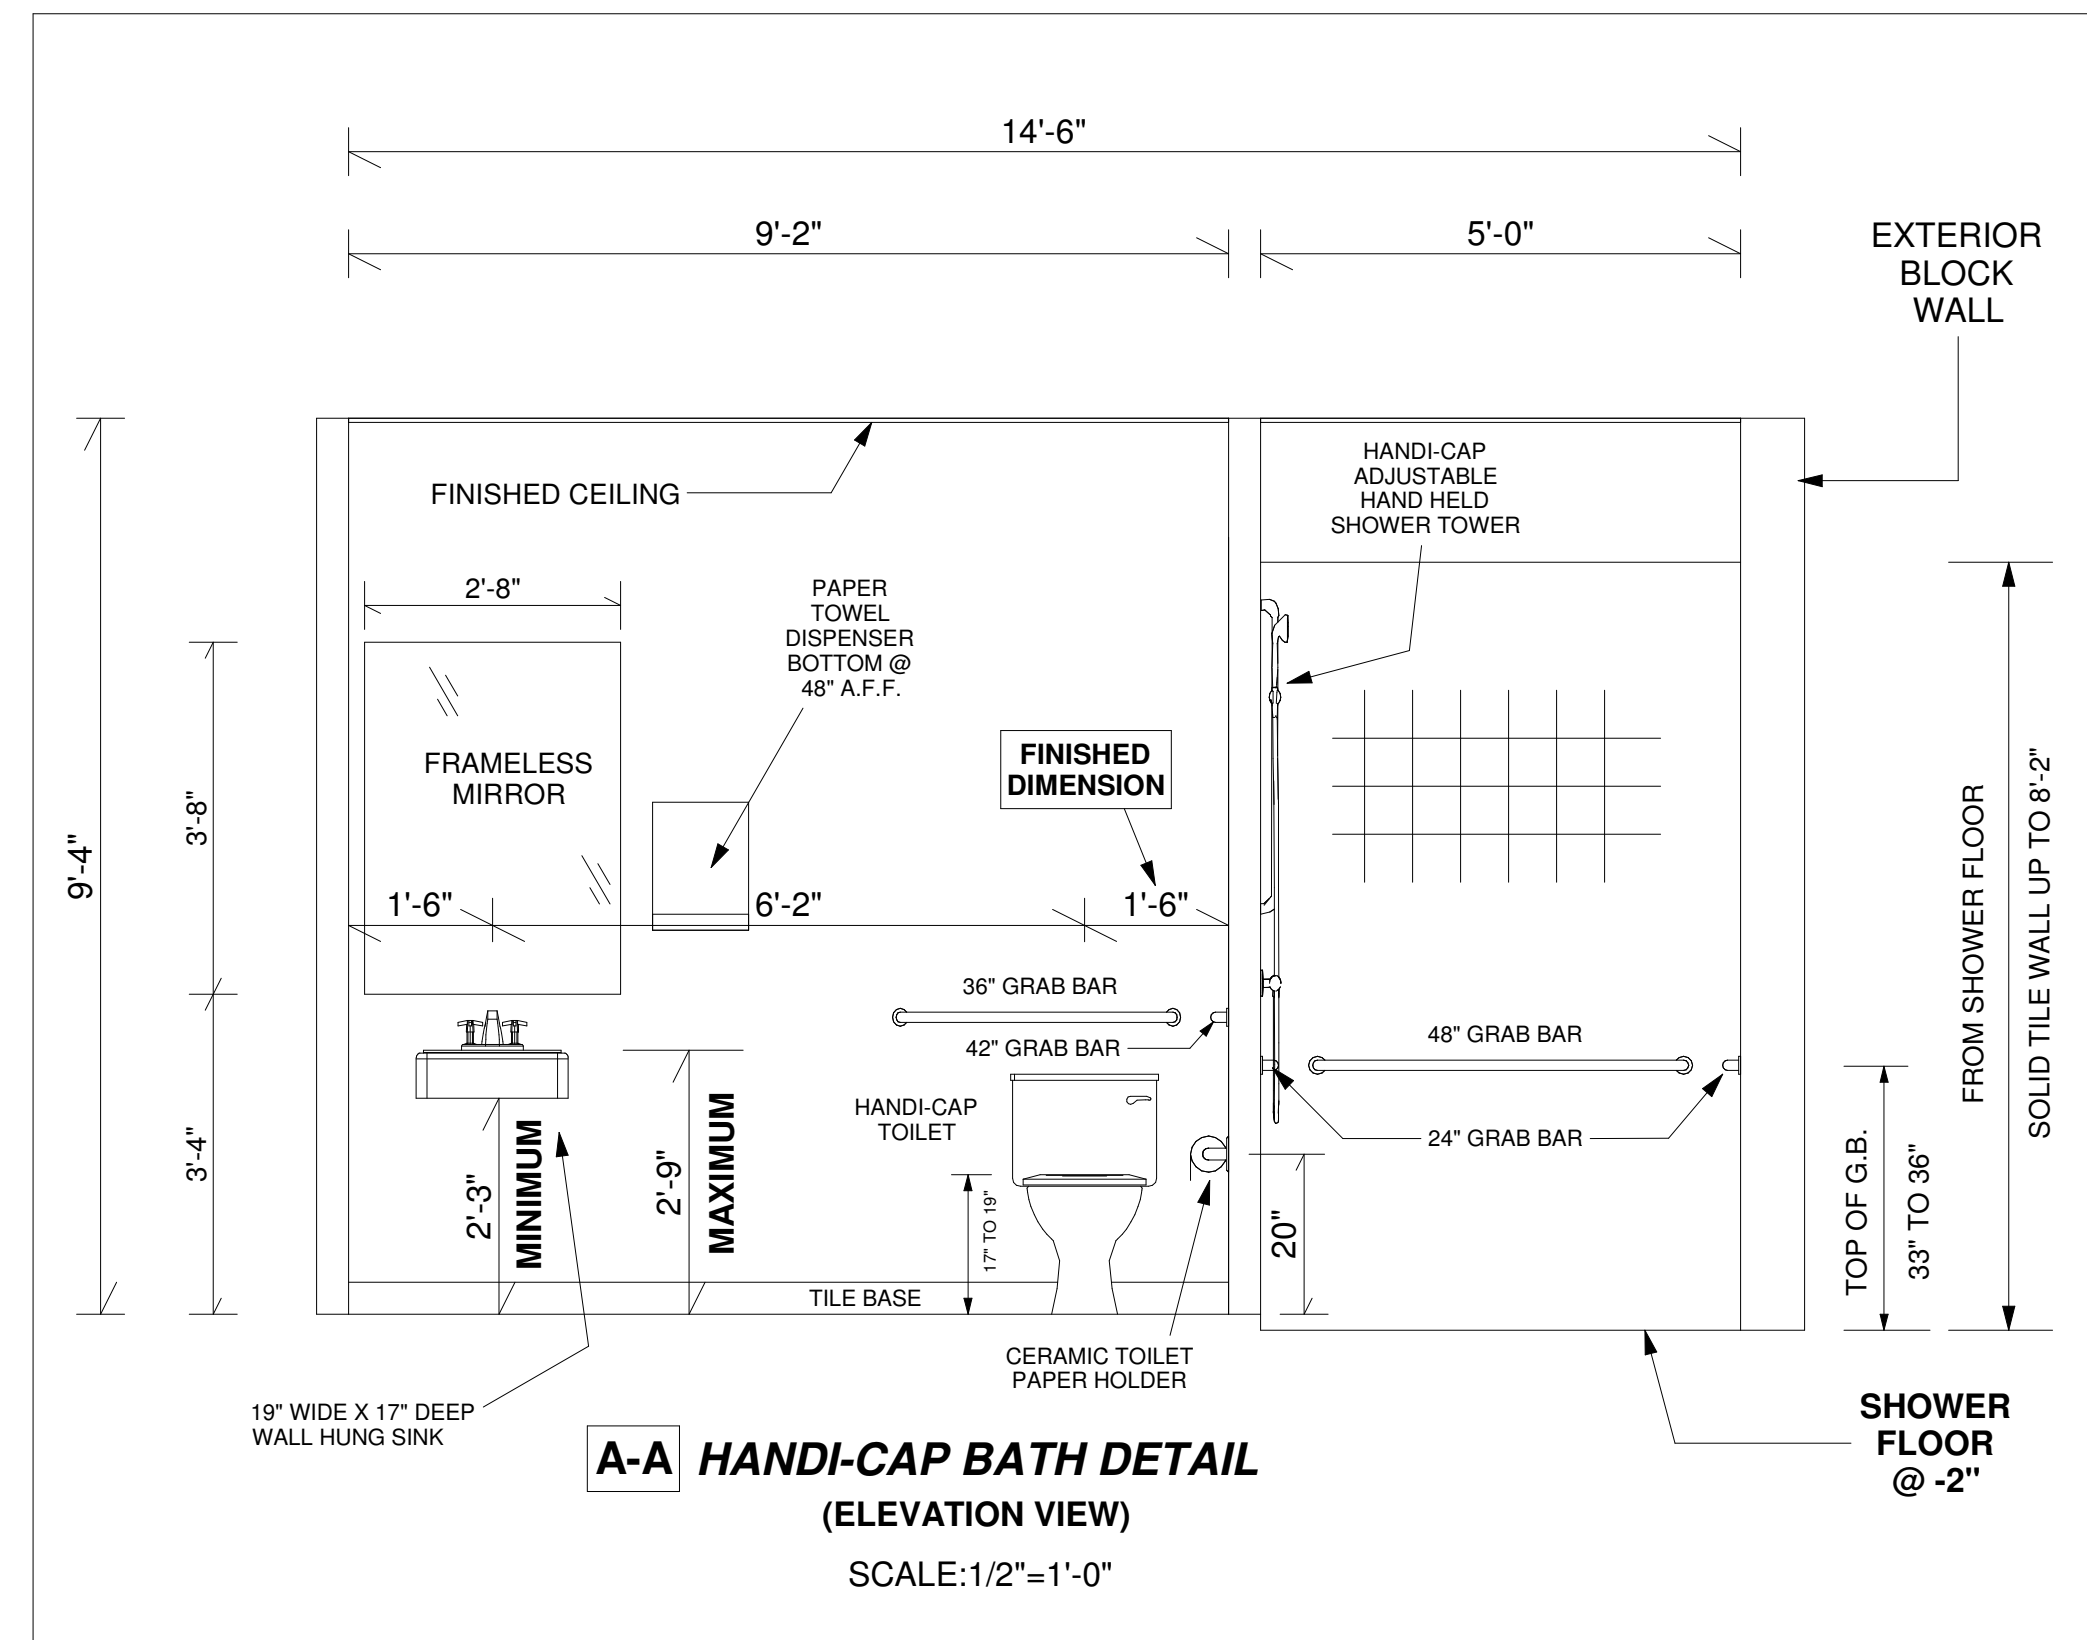 14'-6"
9'-2"
5'-0"
EXTERIOR
BLOCK
WALL
FINISHED CEILING
HANDI-CAP
ADJUSTABLE
HAND HELD
SHOWER TOWER
2'-8"
PAPER
TOWEL
DISPENSER
BOTTOM @
48" A.F.F.
FRAMELESS
MIRROR
FINISHED
DIMENSION
9'-4"
3'-8"
3'-4"
1'-6"
6'-2"
1'-6"
36" GRAB BAR
42" GRAB BAR
48" GRAB BAR
24" GRAB BAR
HANDI-CAP
TOILET
2'-3"
MINIMUM
2'-9"
MAXIMUM
17" TO 19"
20"
TOP OF G.B.
33" TO 36"
FROM SHOWER FLOOR
SOLID TILE WALL UP TO 8'-2"
TILE BASE
CERAMIC TOILET
PAPER HOLDER
19" WIDE X 17" DEEP
WALL HUNG SINK
SHOWER
FLOOR
@ -2"
A-A HANDI-CAP BATH DETAIL
(ELEVATION VIEW)
SCALE:1/2"=1'-0"